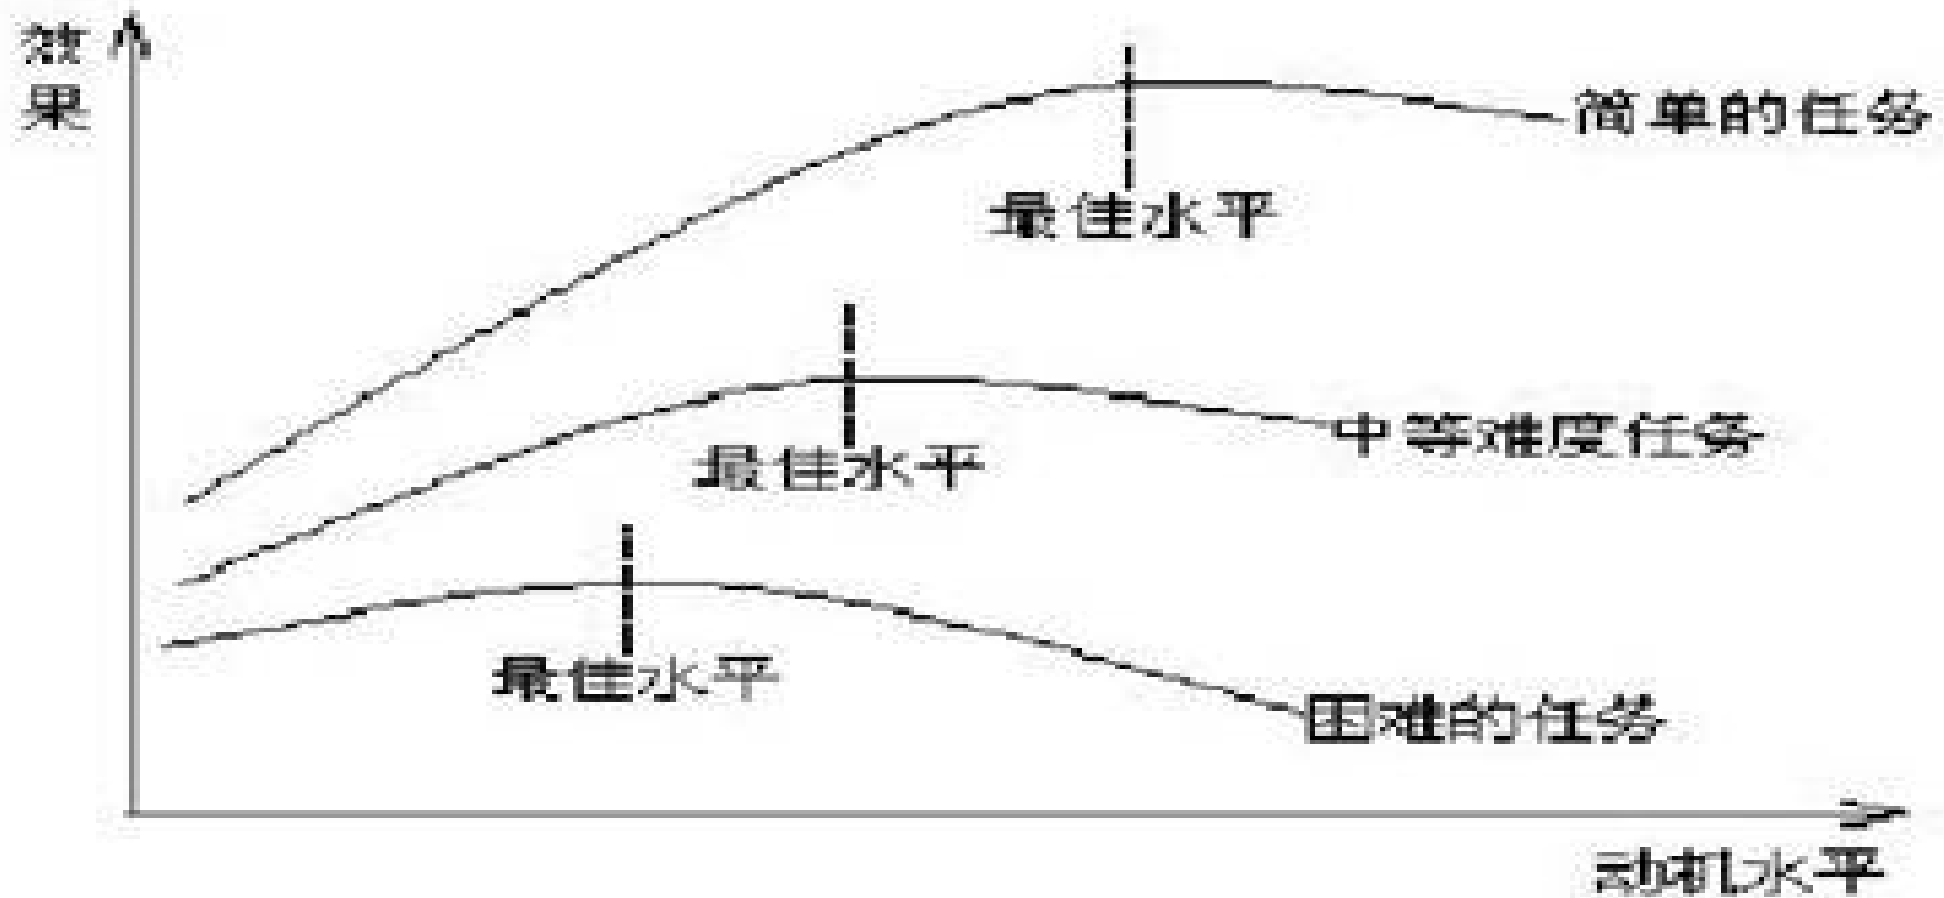 效
果
简单的任务
最佳水平
中等难度任务
最佳水平
最佳水平
困难的任务
动机水平